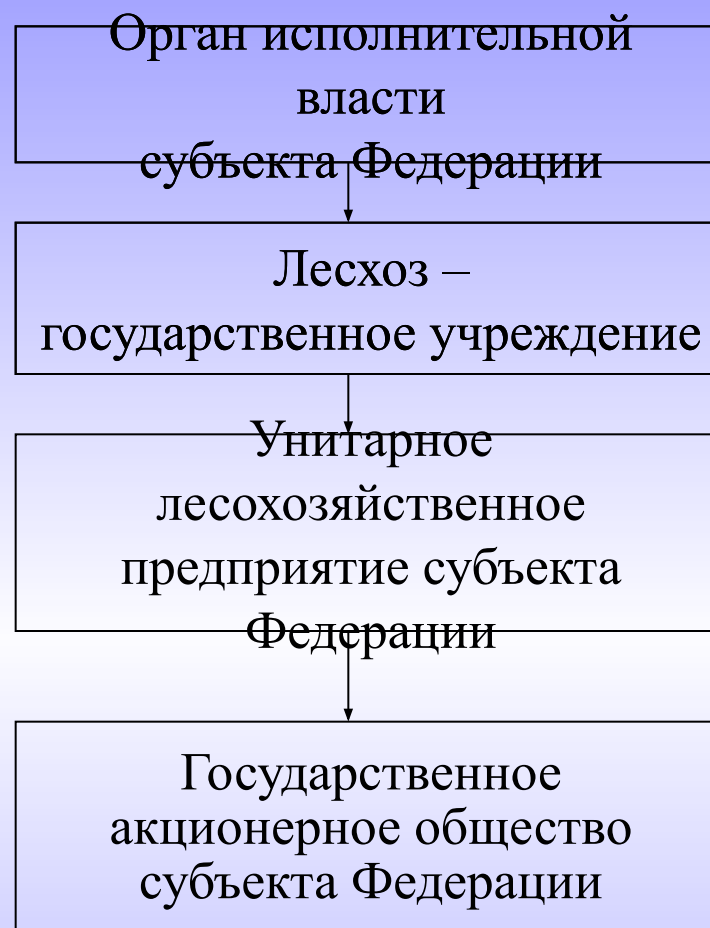 Орган исполнительной
власти
субъекта Федерации
Лесхоз –
государственное учреждение
Унитарное
лесохозяйственное
предприятие субъекта
Федерации
Государственное
акционерное общество
субъекта Федерации